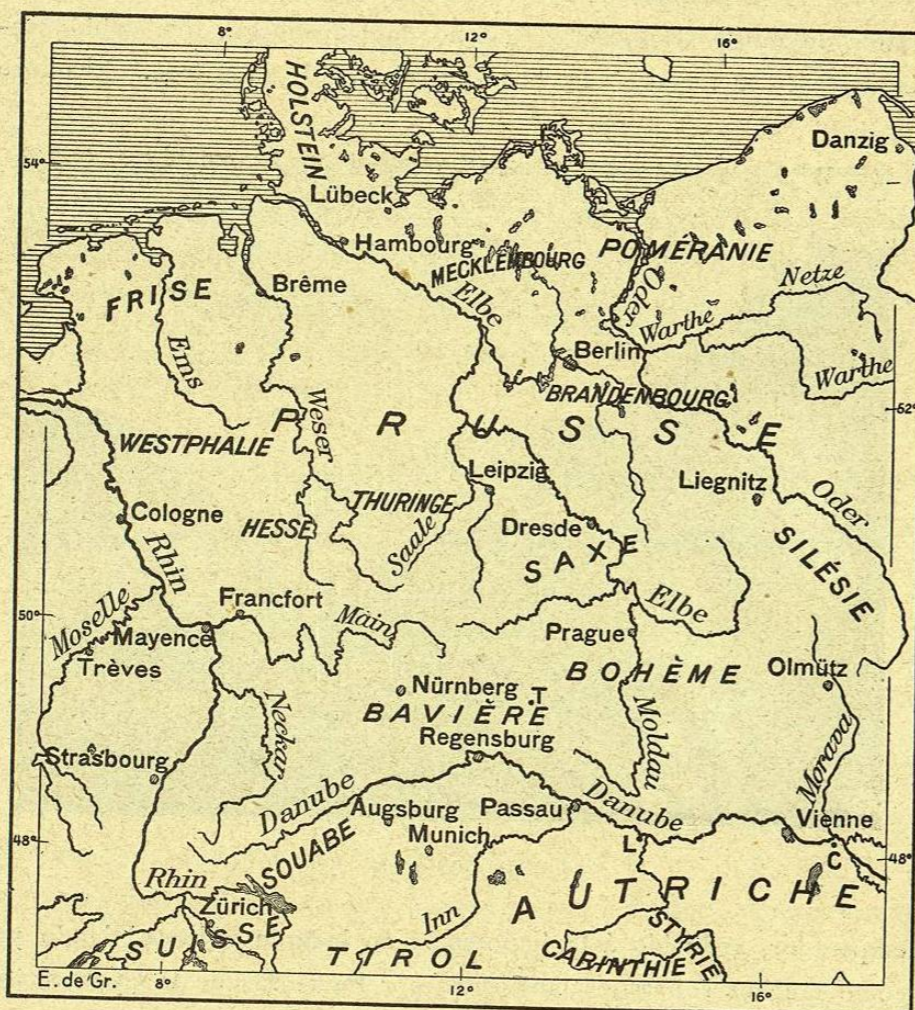 8° 12° 16°
HOLSTEIN
Danzig
54°
Lübeck
Hambourg
MECKLEMBOURG
POMÉRANIE
Oder
Netze
FRISE
Brême
Elbe
Warthe
Ems
Berlin
Warthe
BRANDENBOURG
52°
Weser
PRUSSE
WESTPHALIE
Leipzig
Liegnitz
Oder
Cologne
HESSE
THURINGE
Saale
Dresde
SAXE
SILÉSIE
Rhin
50°
Moselle
Francfort
Main
Elbe
Mayence
Prague
Trèves
BOHÈME
Olmütz
Nürnberg
T
BAVIÈRE
Neckar
Moldau
Morava
Regensburg
Strasbourg
Danube
Augsburg
Passau
Danube
Vienne
48°
Munich
L
C
48°
SOUABE
Rhin
Zürich
AUTRICHE
Inn
STYRIE
SUISSE
TIROL
CARINTHIE
E. de Gr.
8° 12° 16°